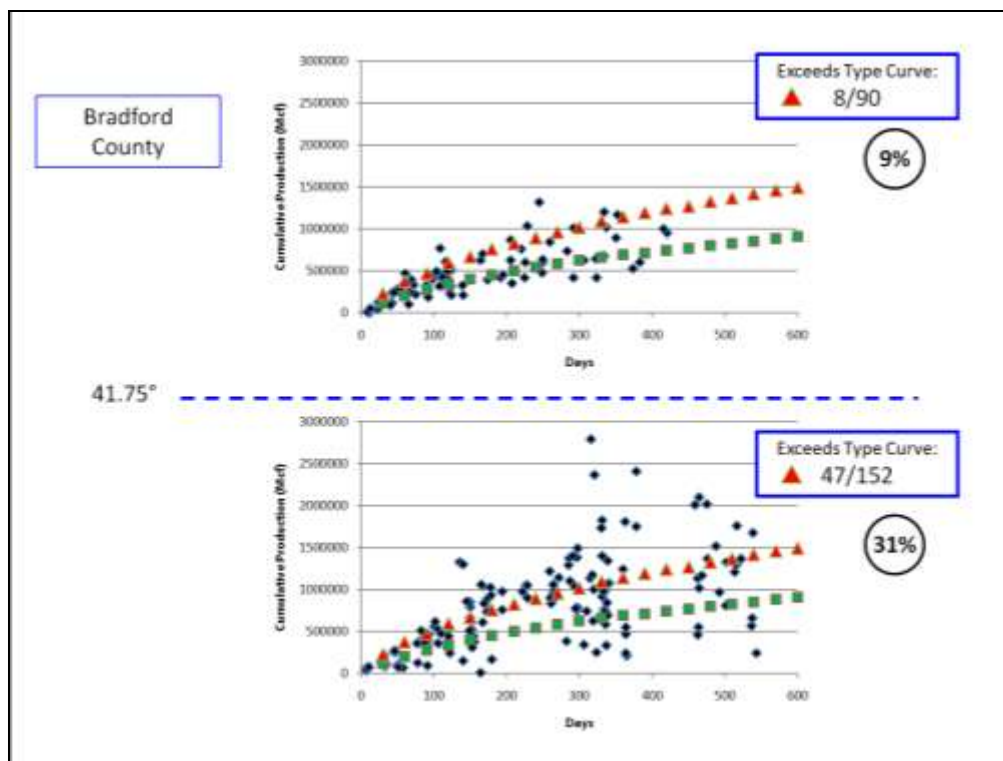 Bradford
County
Cumulative Production (Mcf)
3000000
2500000
2000000
1500000
1000000
500000
0
0 100 200 300 400 500 600
Days
Exceeds Type Curve:
8/90
9%
41.75°
Cumulative Production (Mcf)
3000000
2500000
2000000
1500000
1000000
500000
0
0 100 200 300 400 500 600
Days
Exceeds Type Curve:
47/152
31%